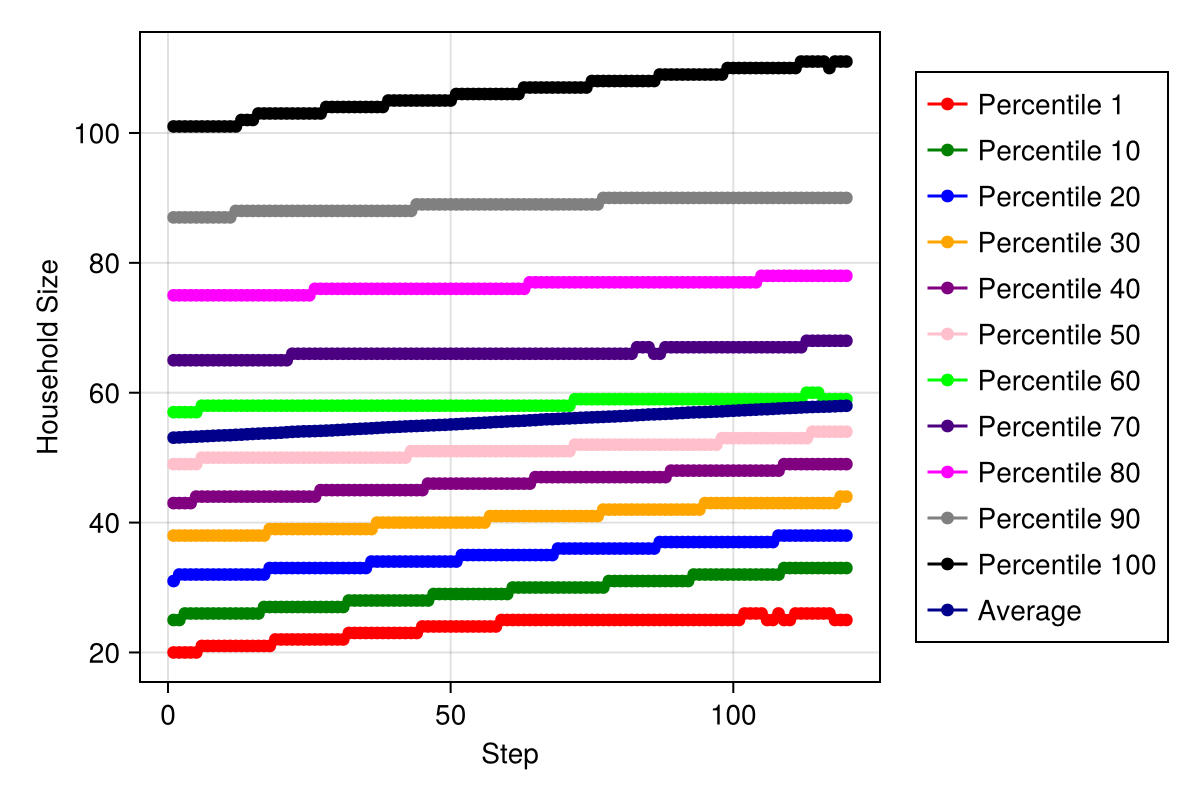 100
80
60
40
20
Household Size
0 50 100
Step
Percentile 1
Percentile 10
Percentile 20
Percentile 30
Percentile 40
Percentile 50
Percentile 60
Percentile 70
Percentile 80
Percentile 90
Percentile 100
Average